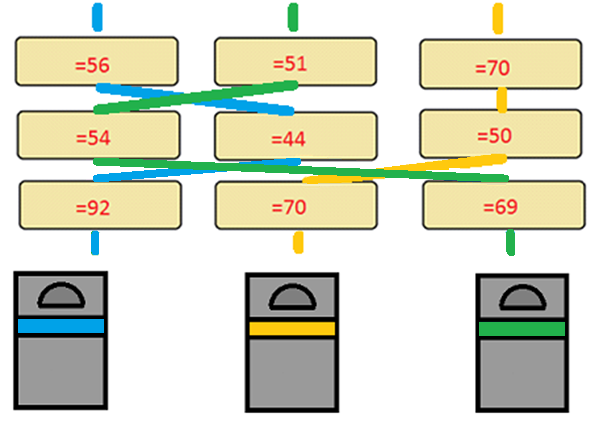 =56 =51 =70
=54 =44 =50
=92 =70 =69